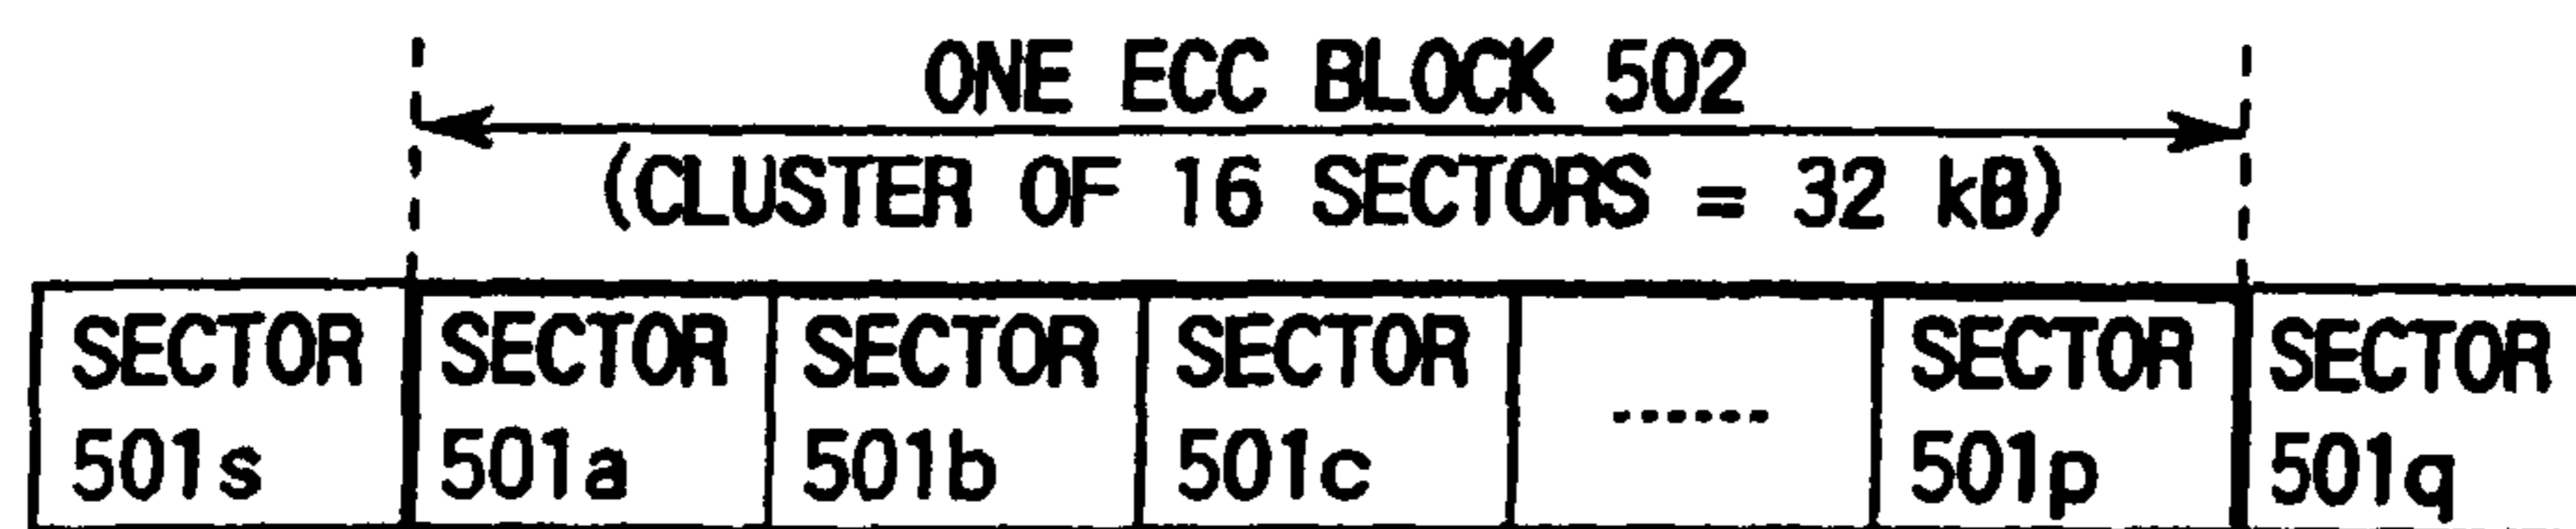 ONE ECC BLOCK 502
(CLUSTER OF 16 SECTORS = 32 kB)
SECTOR SECTOR SECTOR SECTOR SECTOR SECTOR
501s 501a 501b 501c ...... 501p 501q